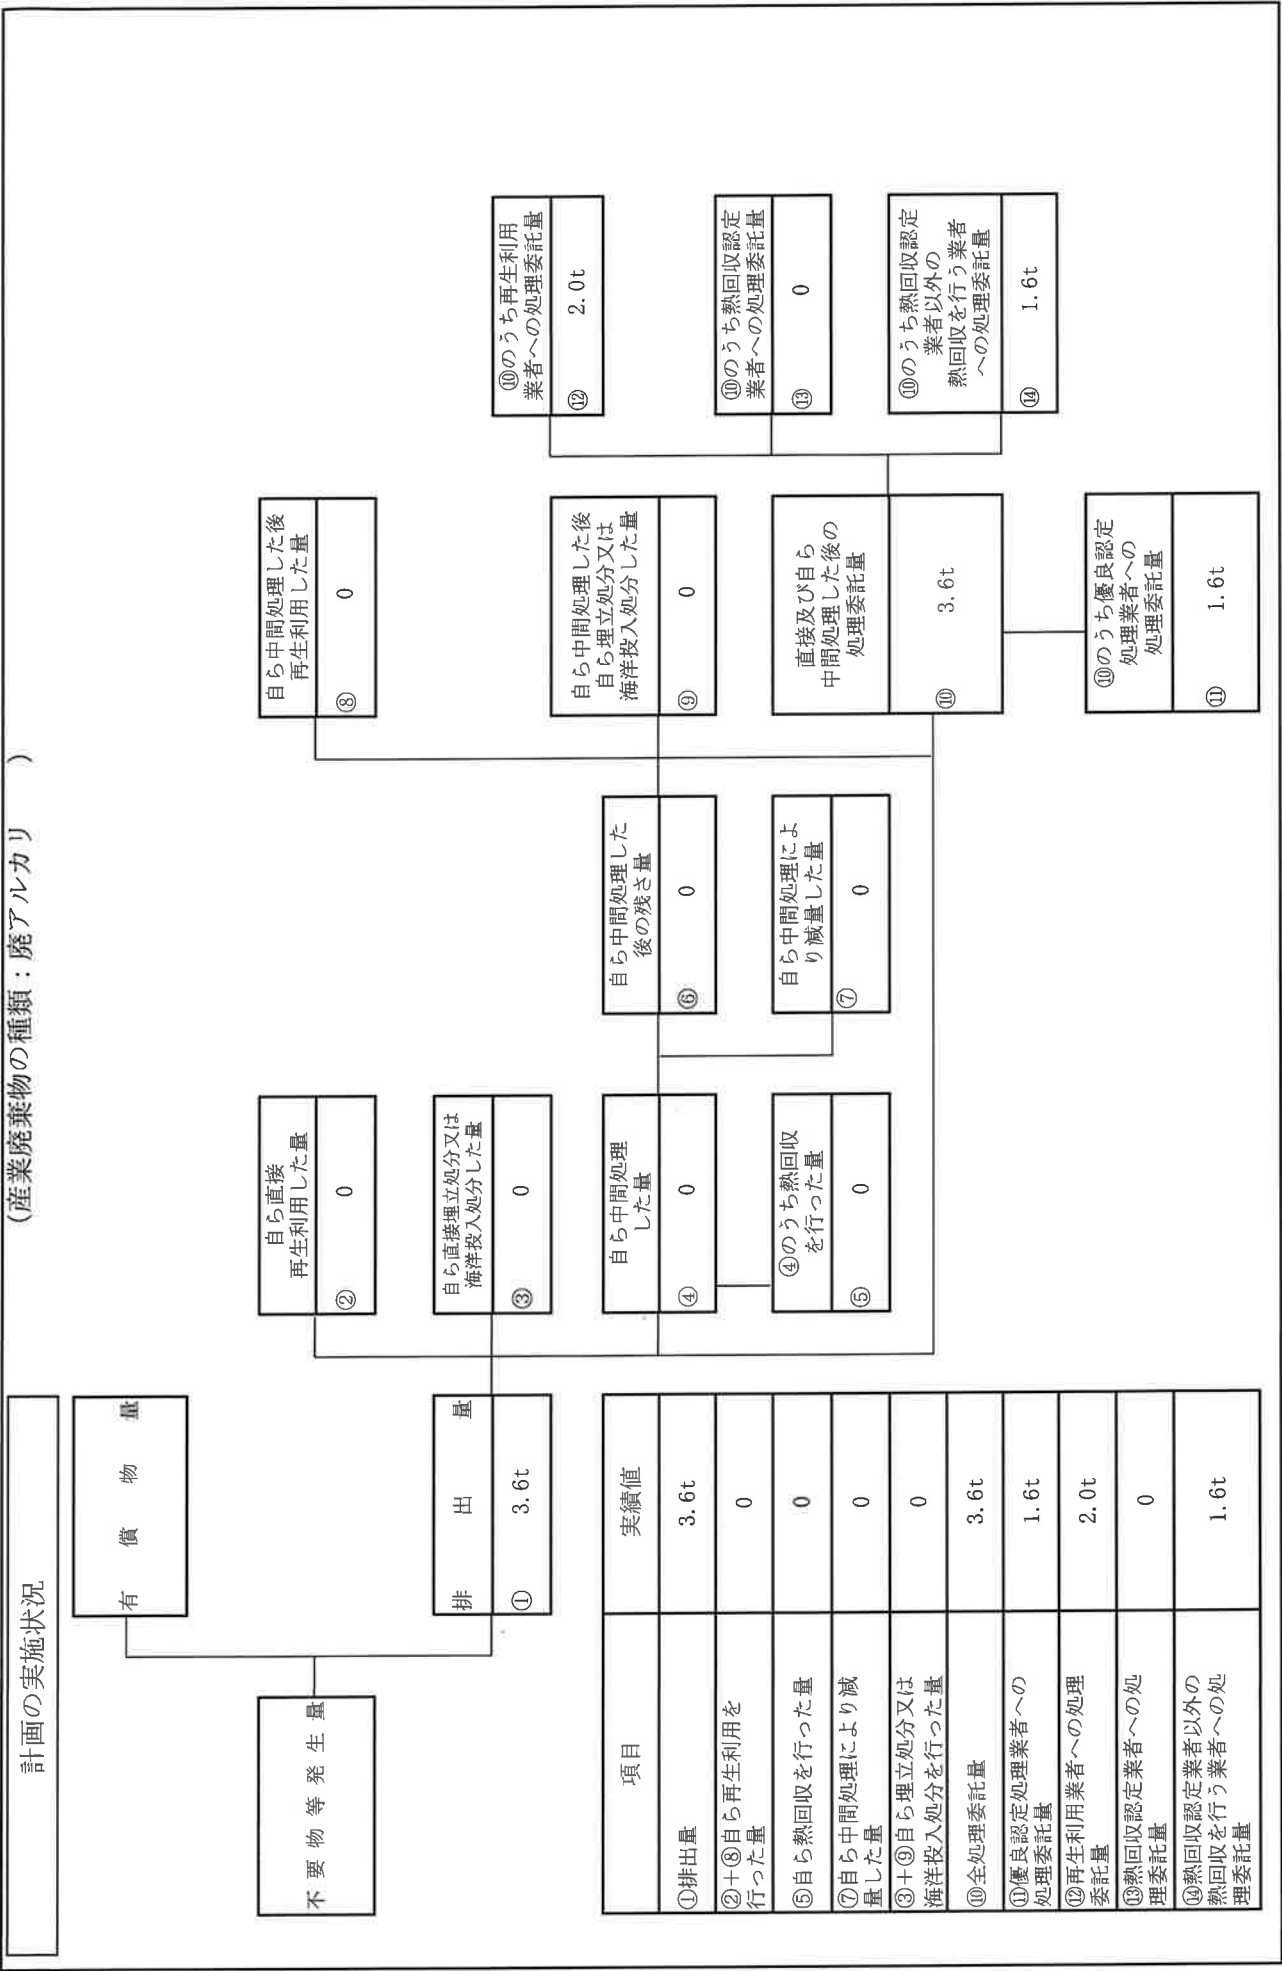 計画の実施状況
(産業廃棄物の種類：廃アルカリ　　　)
有償物量
不要物等発生量
排出量
① 3.6t
自ら直接
再生利用した量
② 0
自ら直接埋立処分又は
海洋投入処分した量
③ 0
自ら中間処理
した量
④ 0
④のうち熱回収
を行った量
⑤ 0
自ら中間処理した
後の残さ量
⑥ 0
自ら中間処理によ
り減量した量
⑦ 0
自ら中間処理した後
再生利用した量
⑧ 0
自ら中間処理した後
自ら埋立処分又は
海洋投入処分した量
⑨ 0
直接及び自ら
中間処理した後の
処理委託量
⑩ 3.6t
⑩のうち優良認定
処理業者への
処理委託量
⑪ 1.6t
⑩のうち再生利用
業者への処理委託量
⑫ 2.0t
⑩のうち熱回収認定
業者への処理委託量
⑬ 0
⑩のうち熱回収認定
業者以外の
熱回収を行う業者
への処理委託量
⑭ 1.6t
項目 実績値
①排出量 3.6t
②+⑧自ら再生利用を
行った量 0
⑤自ら熱回収を行った量 0
⑦自ら中間処理により減
量した量 0
③+⑨自ら埋立処分又は
海洋投入処分を行った量 0
⑩全処理委託量 3.6t
⑪優良認定処理業者への
処理委託量 1.6t
⑫再生利用業者への処理
委託量 2.0t
⑬熱回収認定業者への処
理委託量 0
⑭熱回収認定業者以外の
熱回収を行う業者への処
理委託量 1.6t